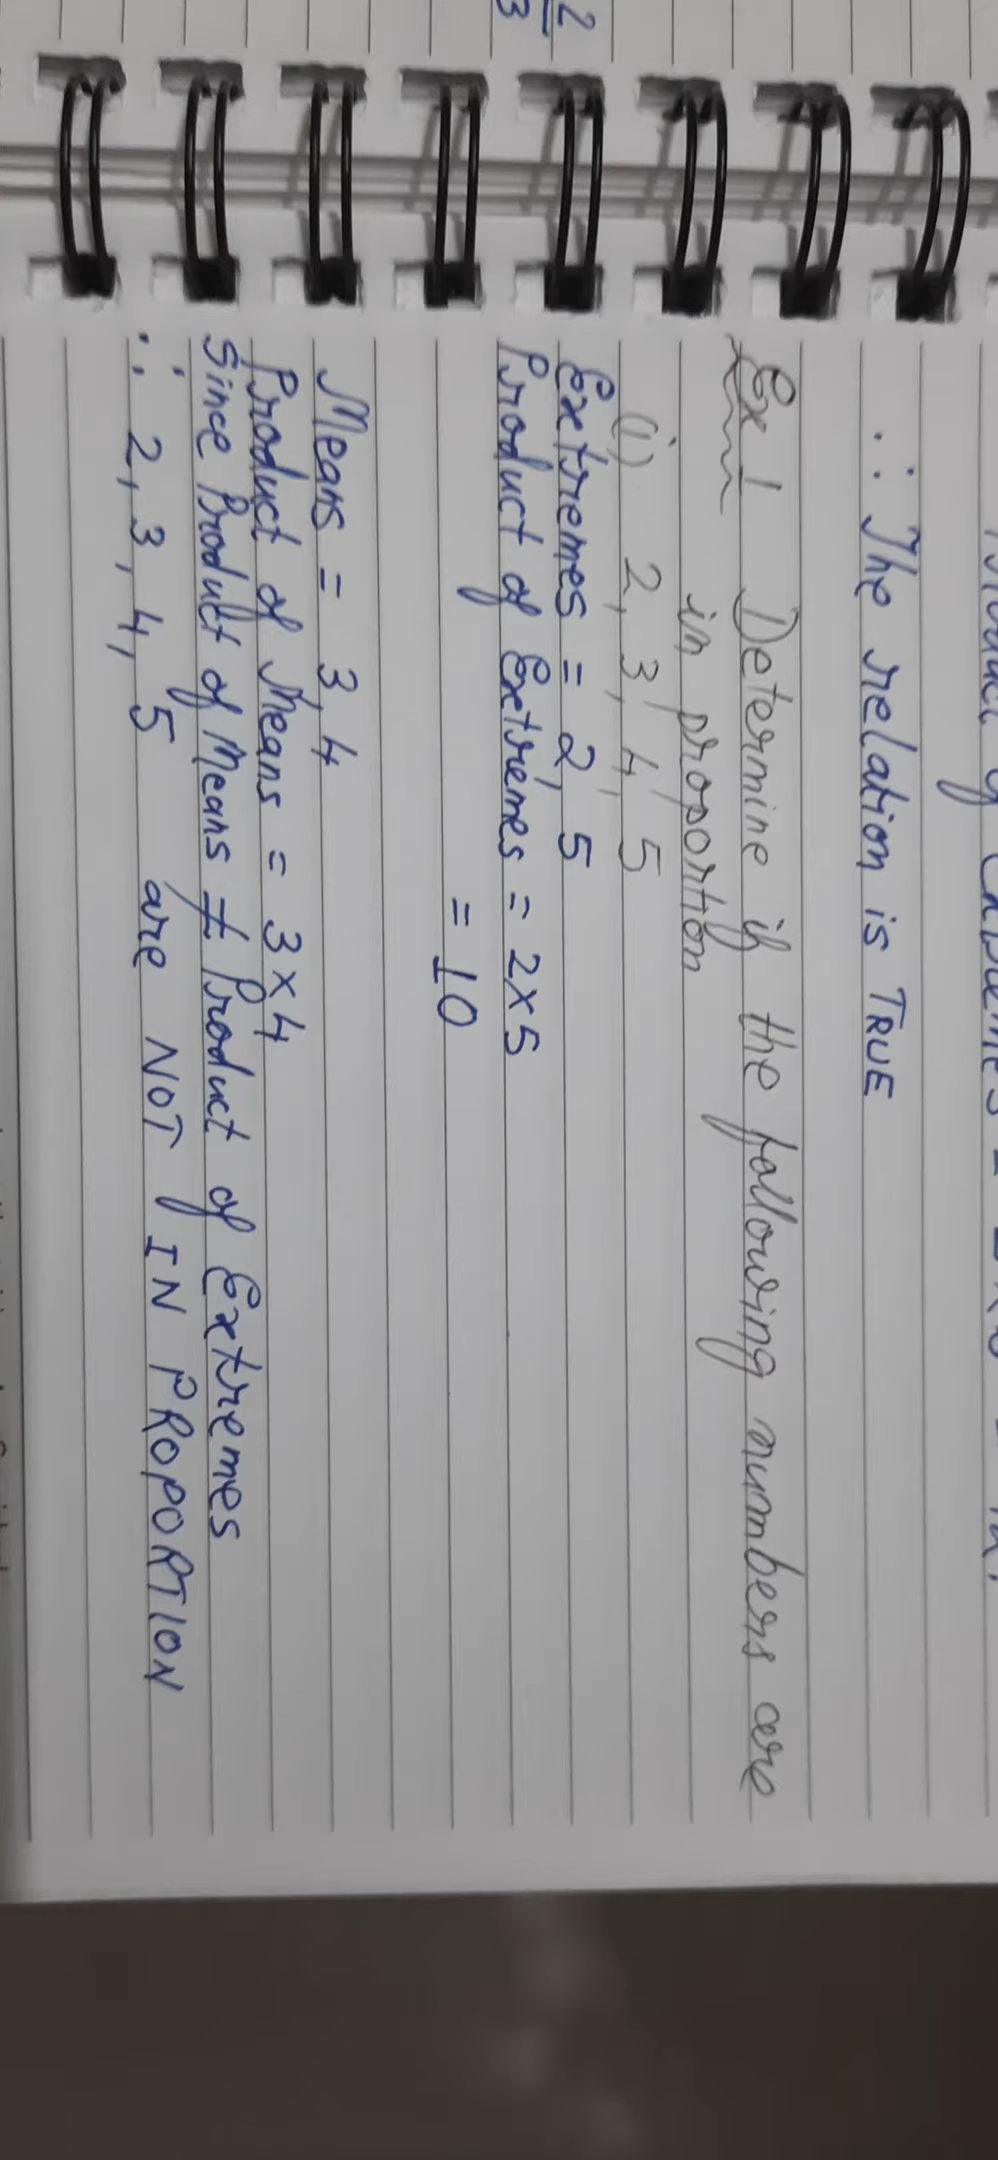 2
3
∴ The relation is TRUE
Ex 1 Determine if the following numbers are
in proportion
(i) 2, 3, 4, 5
Extremes = 2, 5
Product of Extremes = 2×5
= 10
Means = 3, 4
Product of Means = 3×4
Since Product of Means ≠ Product of Extremes
∴ 2, 3, 4, 5 are NOT IN PROPORTION